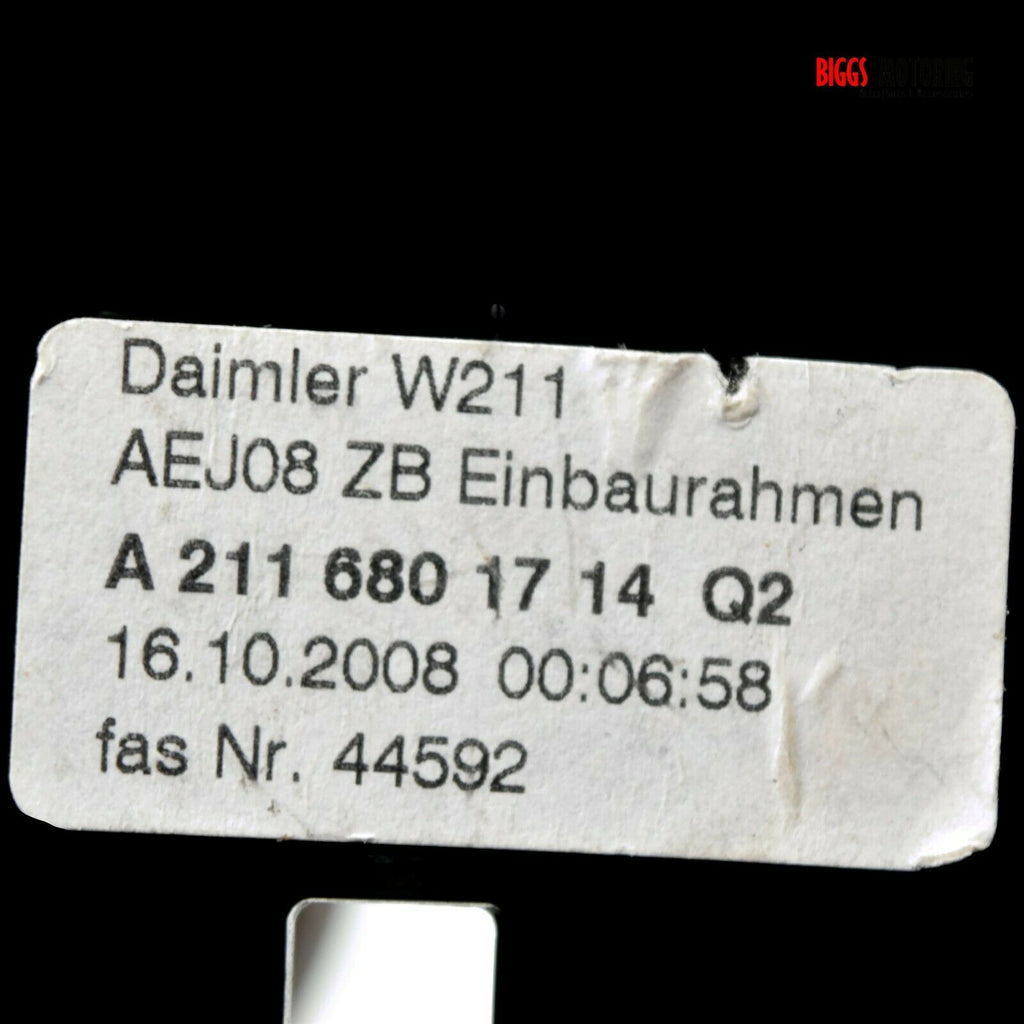 BIGGS MOTORING
Daimler W211
AEJ08 ZB Einbaurahmen
A 211 680 17 14 Q2
16.10.2008 00:06:58
fas Nr. 44592